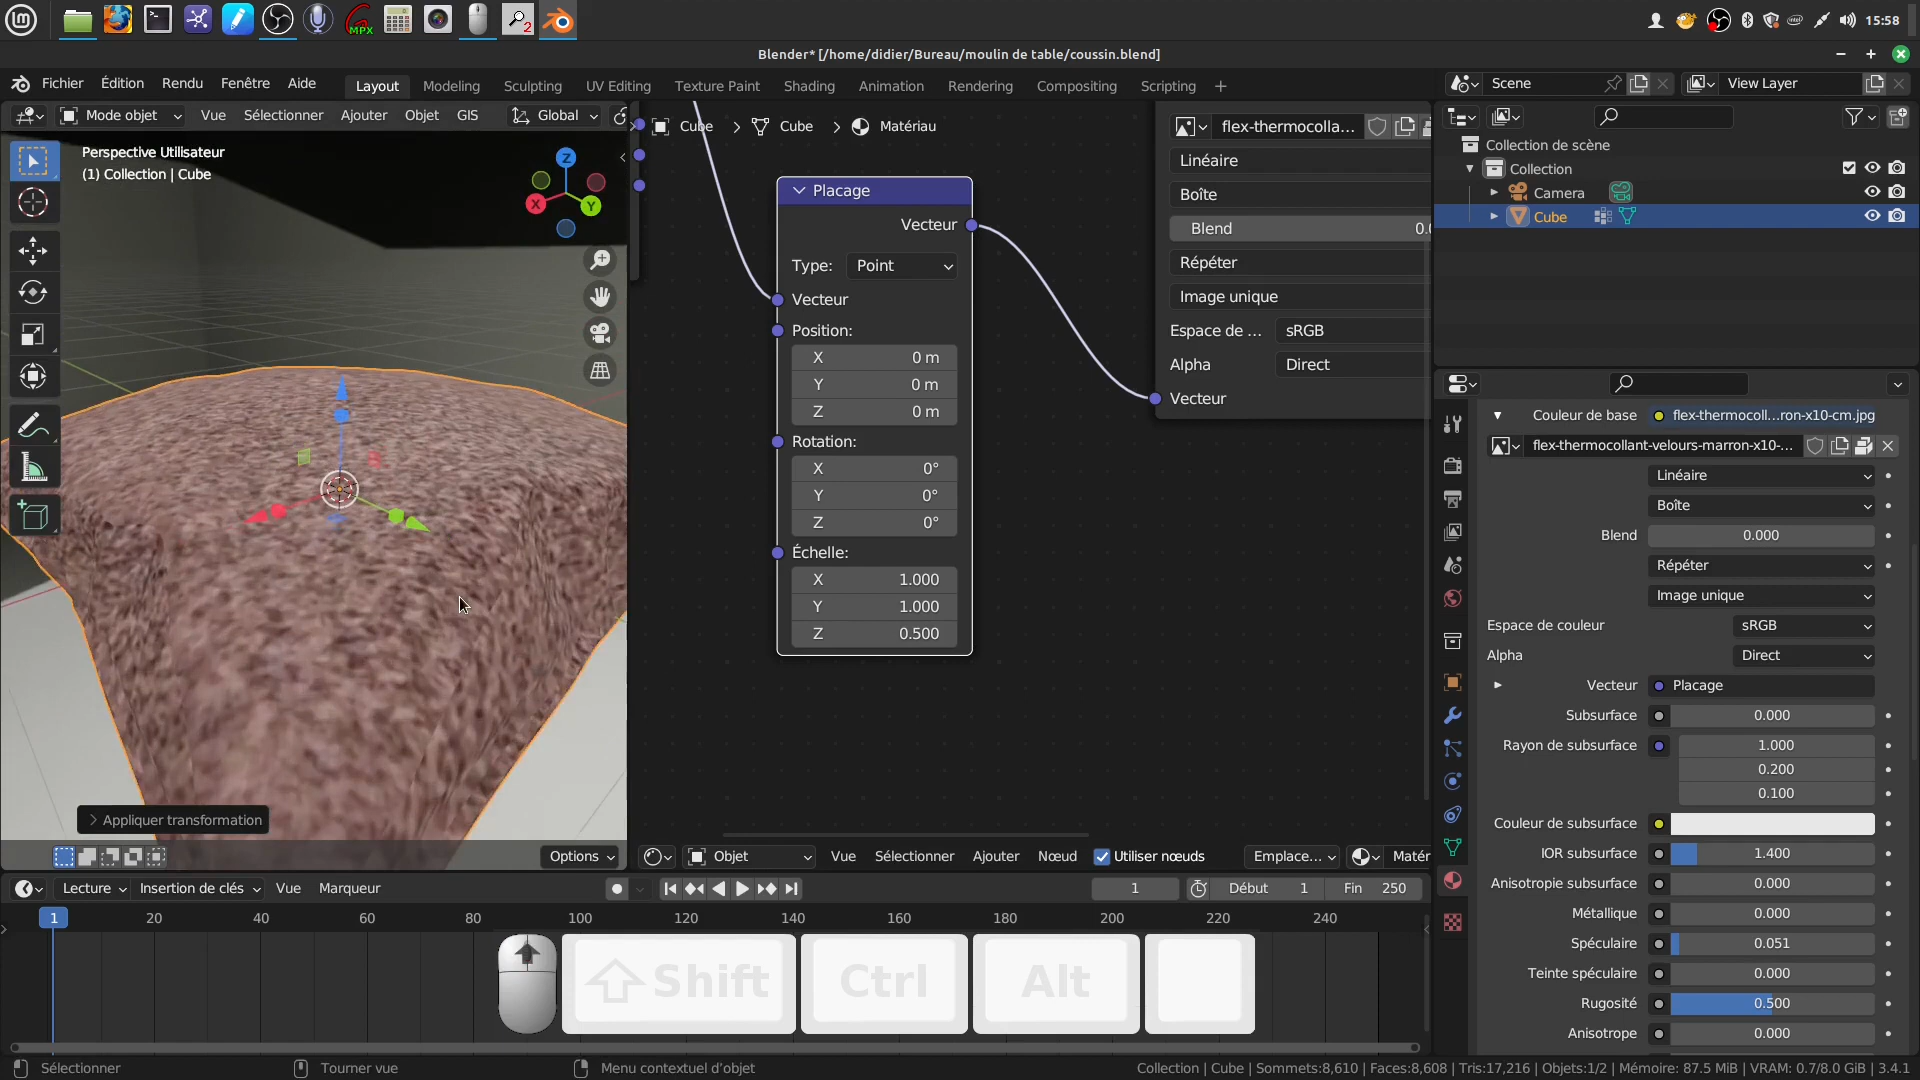 MPX
2
15:58
Blender* [/home/didier/Bureau/moulin de table/coussin.blend]
Fichier Édition Rendu Fenêtre Aide
Layout Modeling Sculpting UV Editing Texture Paint Shading Animation Rendering Compositing Scripting +
Scene View Layer
Mode objet Vue Sélectionner Ajouter Objet GIS Global
Perspective Utilisateur
(1) Collection | Cube
Z
X
Y
Appliquer transformation
Options
Cube > Cube > Matériau
Placage
Vecteur
Type: Point
Vecteur
Position:
X 0 m
Y 0 m
Z 0 m
Rotation:
X 0°
Y 0°
Z 0°
Échelle:
X 1.000
Y 1.000
Z 0.500
flex-thermocolla...
Linéaire
Boîte
Blend 0.0
Répéter
Image unique
Espace de ... sRGB
Alpha Direct
Vecteur
Objet Vue Sélectionner Ajouter Nœud Utiliser nœuds Emplace... Matér
Collection de scène
Collection
Camera
Cube
Couleur de base flex-thermocoll...ron-x10-cm.jpg
flex-thermocollant-velours-marron-x10-...
Linéaire
Boîte
Blend 0.000
Répéter
Image unique
Espace de couleur sRGB
Alpha Direct
Vecteur Placage
Subsurface 0.000
Rayon de subsurface 1.000
0.200
0.100
Couleur de subsurface
IOR subsurface 1.400
Anisotropie subsurface 0.000
Métallique 0.000
Spéculaire 0.051
Teinte spéculaire 0.000
Rugosité 0.500
Anisotrope 0.000
Lecture Insertion de clés Vue Marqueur
1 Début 1 Fin 250
1 20 40 60 80 100 120 140 160 180 200 220 240
Shift Ctrl Alt
Sélectionner Tourner vue Menu contextuel d'objet
Collection | Cube | Sommets:8,610 | Faces:8,608 | Tris:17,216 | Objets:1/2 | Mémoire: 87.5 MiB | VRAM: 0.7/8.0 GiB | 3.4.1